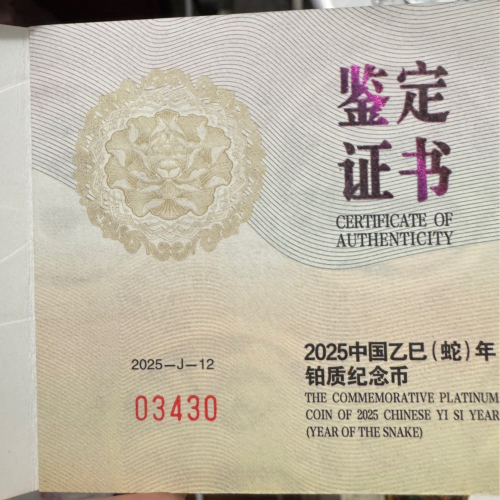 鉴定
证书
CERTIFICATE OF
AUTHENTICITY
2025—J—12
03430
2025中国乙巳(蛇)年
铂质纪念币
THE COMMEMORATIVE PLATINUM
COIN OF 2025 CHINESE YI SI YEAR
(YEAR OF THE SNAKE)